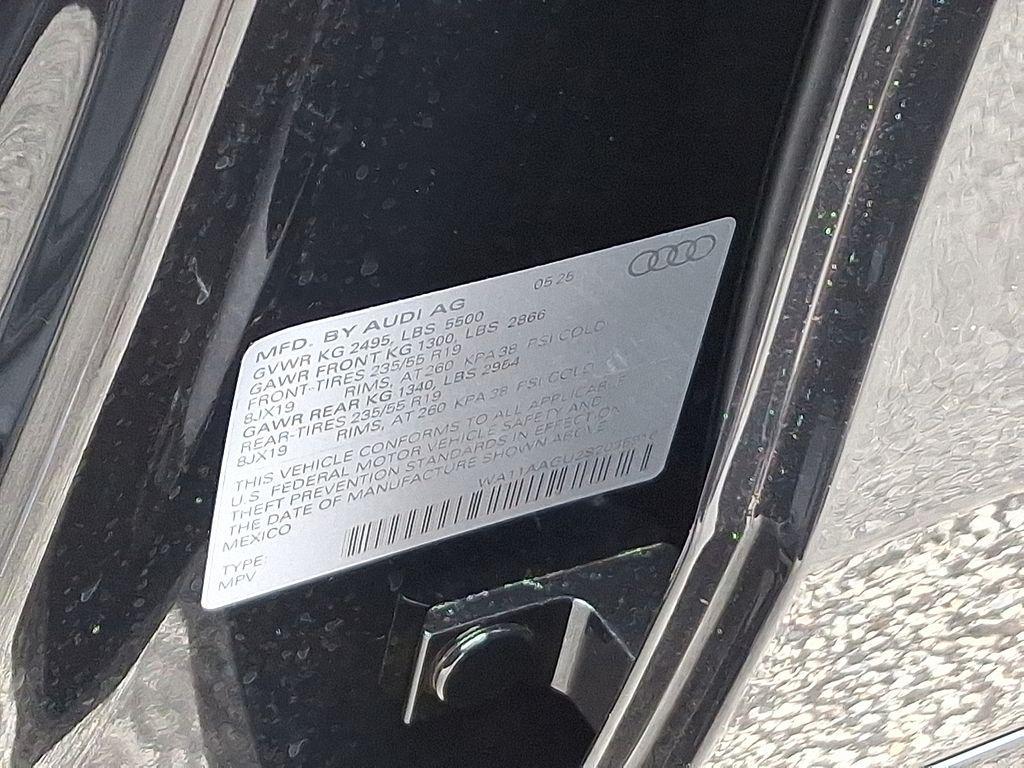 MFD. BY AUDI AG 05 25
GVWR KG 2495, LBS 5500
GAWR FRONT KG 1300, LBS 2866
FRONT-TIRES 235/55 R19
8JX19 RIMS, AT 260 KPA 38 PSI COLD
GAWR REAR KG 1340, LBS 2954
REAR-TIRES 235/55 R19
8JX19 RIMS, AT 260 KPA 38 PSI COLD
THIS VEHICLE CONFORMS TO ALL APPLICABLE
U.S. FEDERAL MOTOR VEHICLE SAFETY AND
THEFT PREVENTION STANDARDS IN EFFECT ON
THE DATE OF MANUFACTURE SHOWN ABOVE
MEXICO
TYPE:
MPV